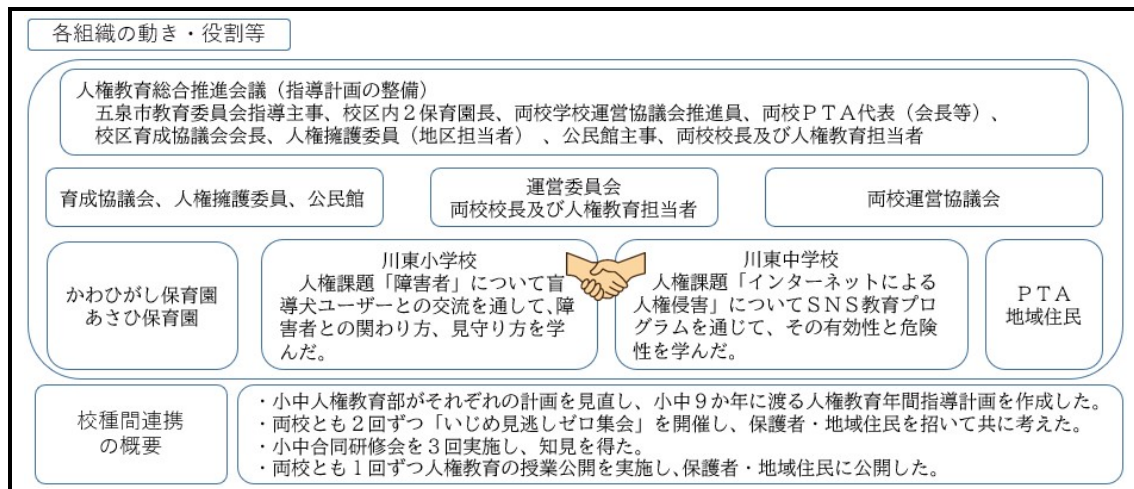 各組織の動き・役割等
人権教育総合推進会議（指導計画の整備）
五泉市教育委員会指導主事、校区内２保育園長、両校学校運営協議会推進員、両校ＰＴＡ代表（会長等）、
校区育成協議会会長、人権擁護委員（地区担当者）、公民館主事、両校校長及び人権教育担当者
育成協議会、人権擁護委員、公民館
運営委員会
両校校長及び人権教育担当者
両校運営協議会
かわひがし保育園
あさひ保育園
川東小学校
人権課題「障害者」について盲
導犬ユーザーとの交流を通して、障
害者との関わり方、見守り方を学
んだ。
川東中学校
人権課題「インターネットによる
人権侵害」についてＳＮＳ教育プロ
グラムを通じて、その有効性と危険
性を学んだ。
ＰＴＡ
地域住民
校種間連携
の概要
・小中人権教育部がそれぞれの計画を見直し、小中９か年に渡る人権教育年間指導計画を作成した。
・両校とも２回ずつ「いじめ見逃しゼロ集会」を開催し、保護者・地域住民を招いて共に考えた。
・小中合同研修会を３回実施し、知見を得た。
・両校とも１回ずつ人権教育の授業公開を実施し、保護者・地域住民に公開した。